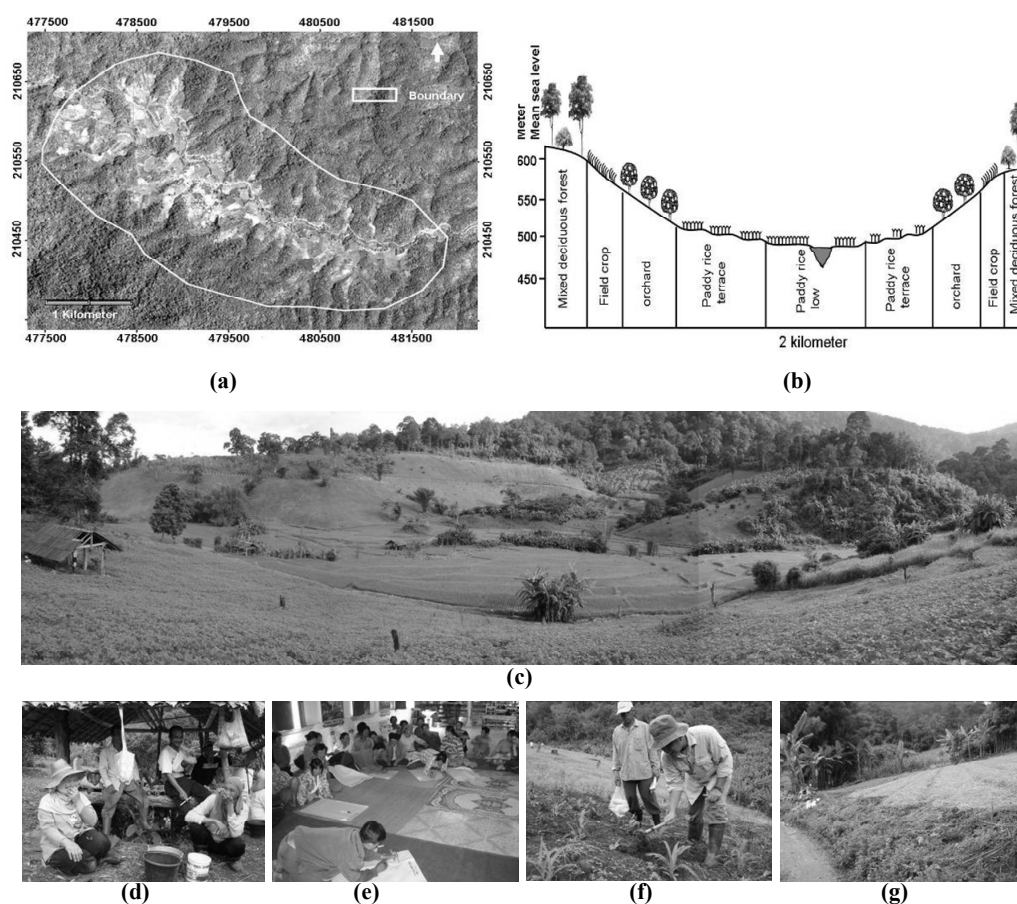 477500 478500 479500 480500 481500
210650
210550
210450
210650
210550
210450
Boundary
1 Kilometer
477500 478500 479500 480500 481500
(a)
Meter
Mean sea level
600
550
500
450
Mixed deciduous forest
Field crop
orchard
Paddy rice
terrace
Paddy rice
low
Paddy rice
terrace
orchard
Field crop
Mixed deciduous forest
2 kilometer
(b)
(c)
(d)
(e)
(f)
(g)